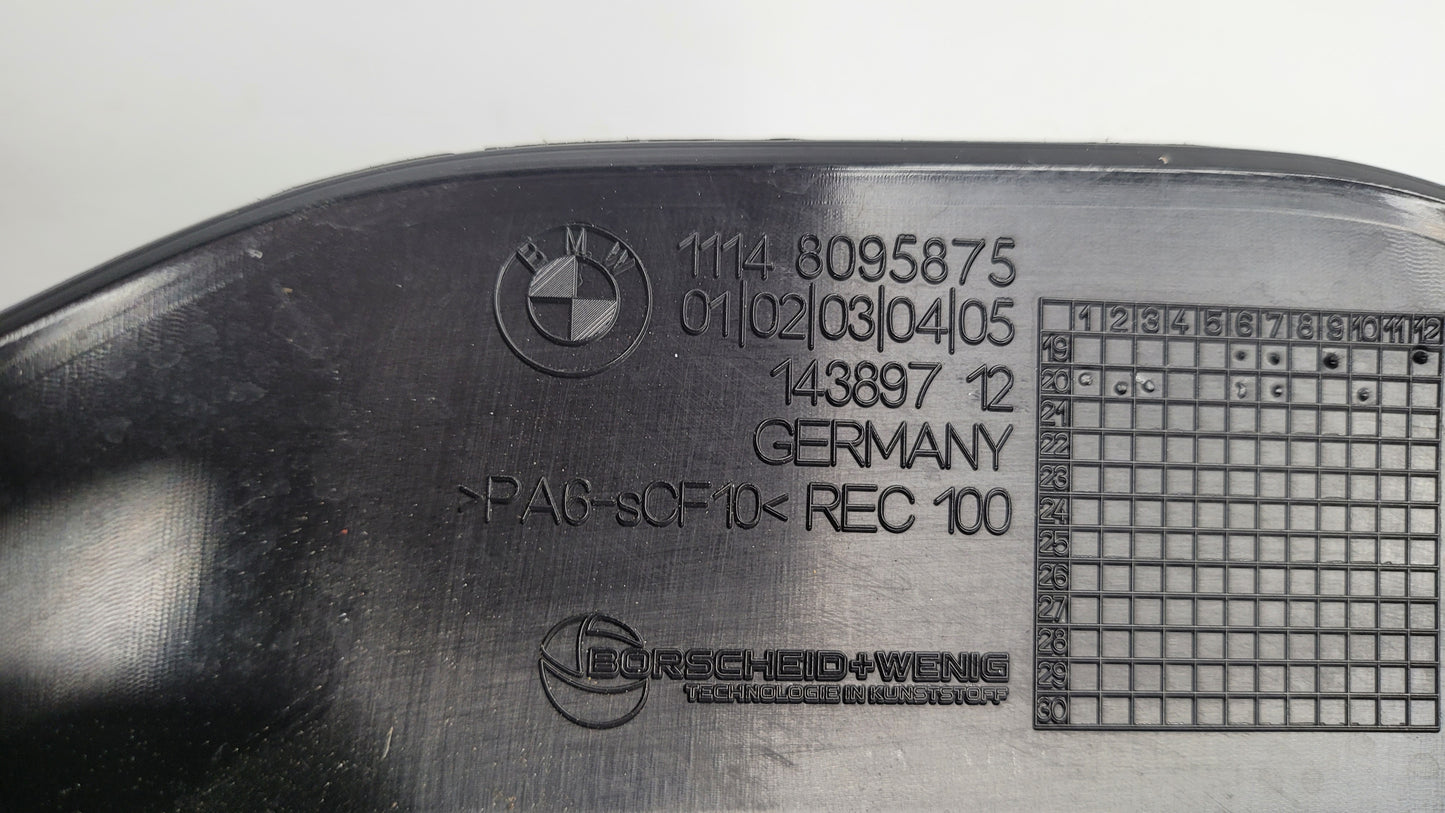 BMW
1114 8095875
01|02|03|04|05
143897 12
GERMANY
>PA6-sCF10< REC 100
BORSCHEID+WENIG
TECHNOLOGIE IN KUNSTSTOFF
1 2 3 4 5 6 7 8 9 10 11 12
19
20
21
22
23
24
25
26
27
28
29
30